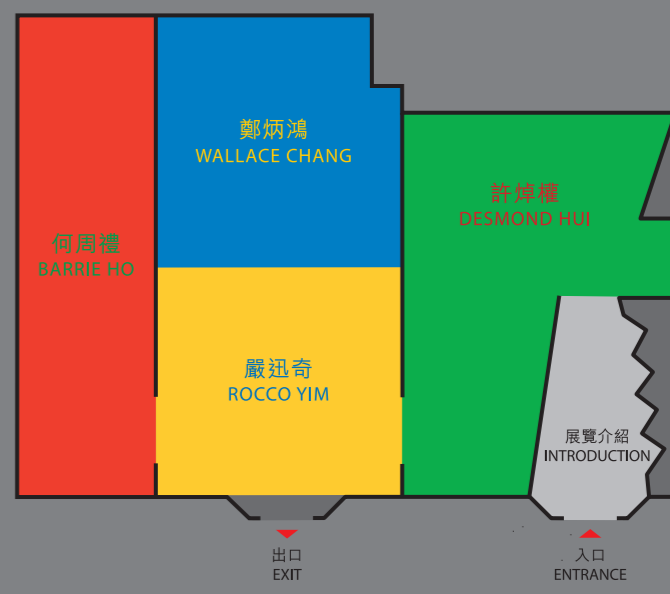 鄭炳鴻
WALLACE CHANG
許焯權
DESMOND HUI
何周禮
BARRIE HO
嚴迅奇
ROCCO YIM
展覽介紹
INTRODUCTION
出口
EXIT
入口
ENTRANCE